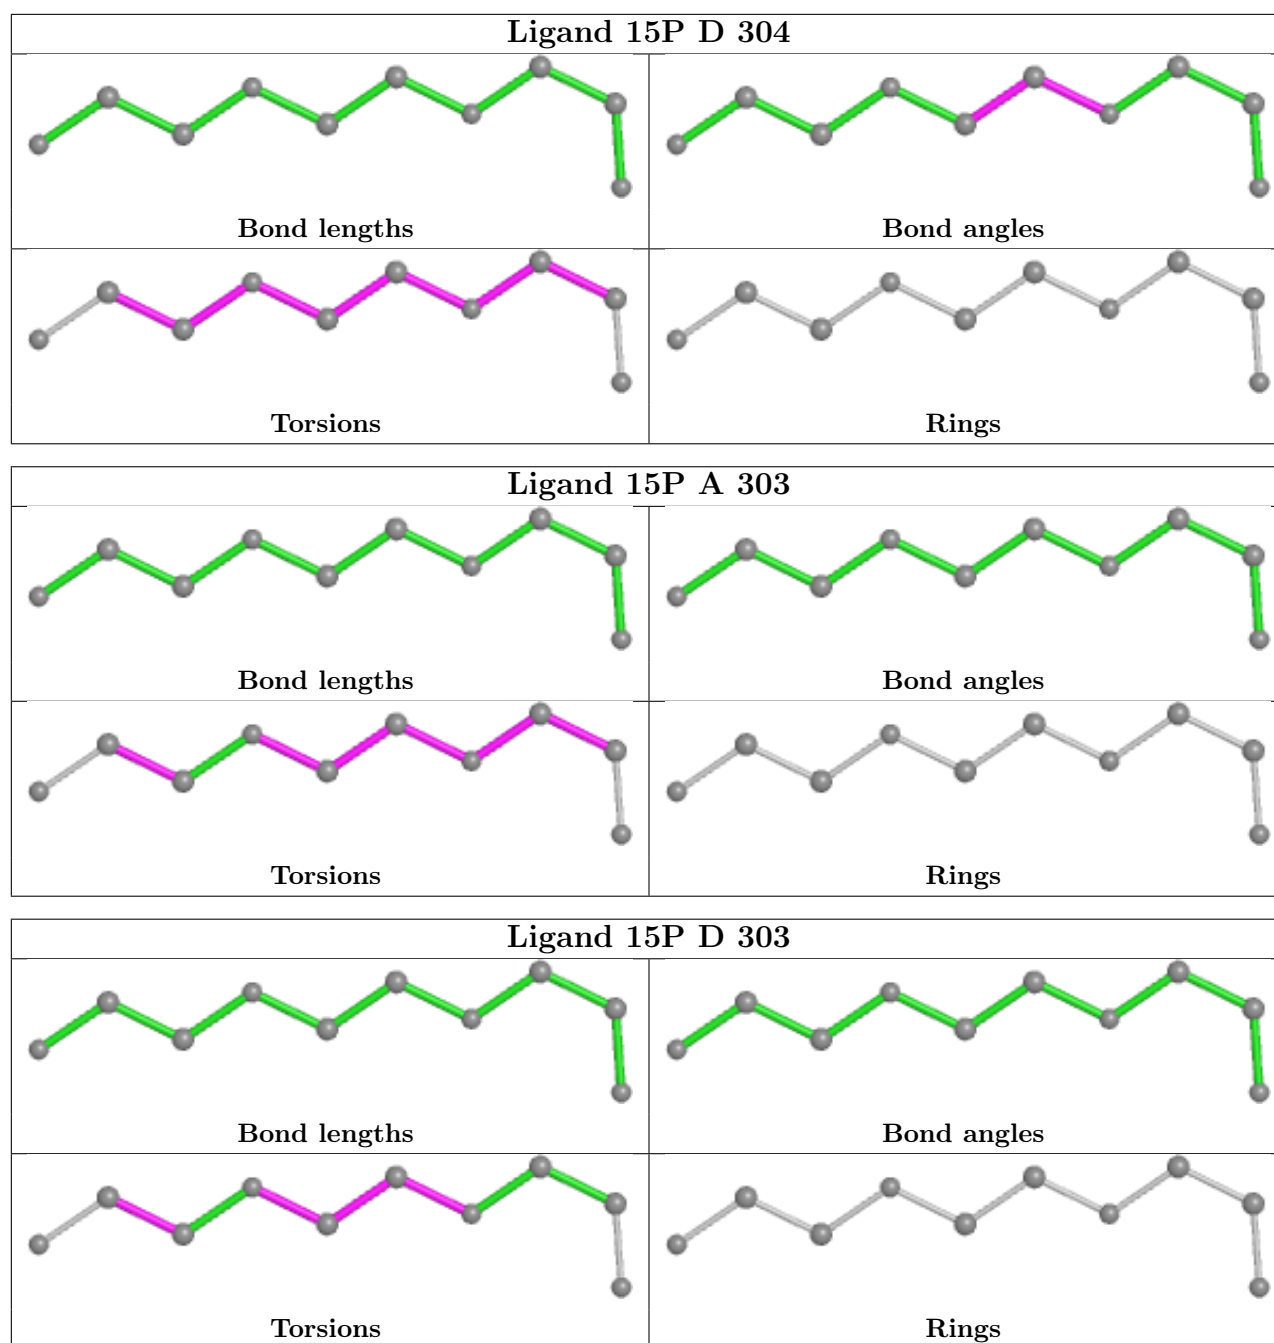 Ligand 15P D 304
Bond lengths
Bond angles
Torsions
Rings
Ligand 15P A 303
Bond lengths
Bond angles
Torsions
Rings
Ligand 15P D 303
Bond lengths
Bond angles
Torsions
Rings